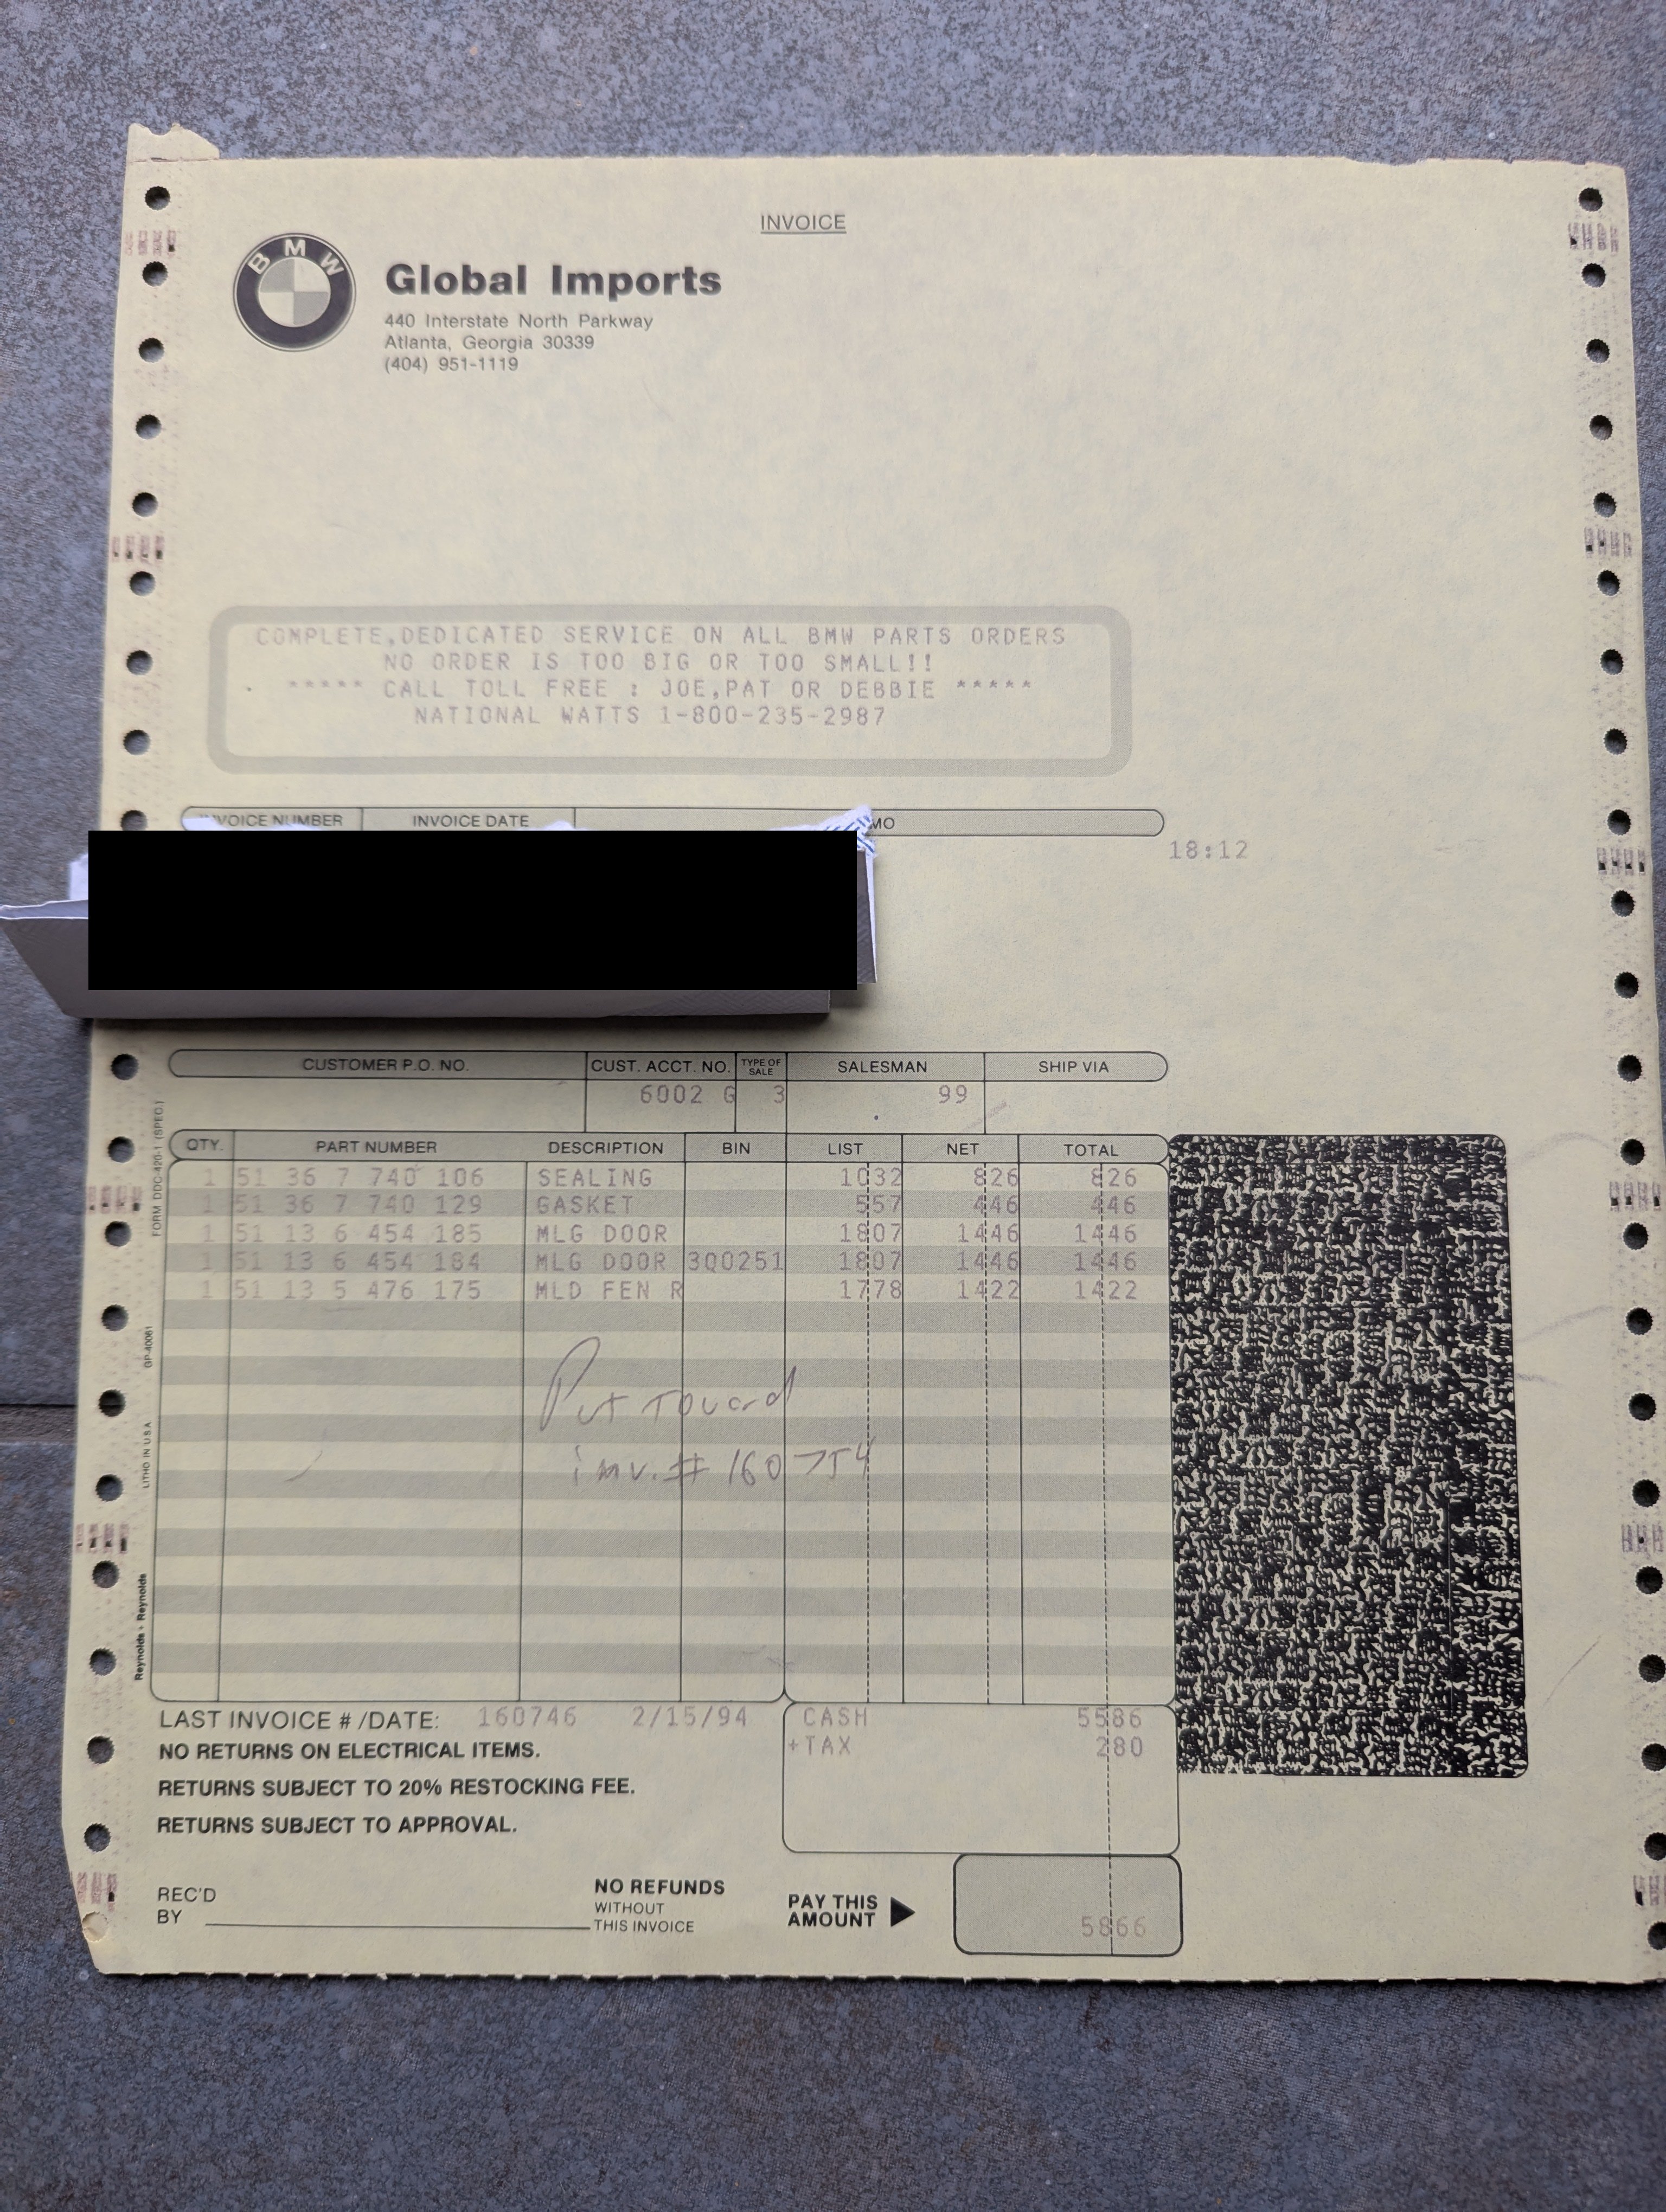 INVOICE
BMW
Global Imports
440 Interstate North Parkway
Atlanta, Georgia 30339
(404) 951-1119
COMPLETE,DEDICATED SERVICE ON ALL BMW PARTS ORDERS
NO ORDER IS TOO BIG OR TOO SMALL!!
***** CALL TOLL FREE : JOE,PAT OR DEBBIE *****
NATIONAL WATTS 1-800-235-2987
INVOICE DATE
18:12
CUSTOMER P.O. NO. CUST. ACCT. NO. TYPE OF SALE SALESMAN SHIP VIA
6002 G 3 99
QTY. PART NUMBER DESCRIPTION BIN LIST NET TOTAL
1 51 36 7 740 106 SEALING 1032 826 826
1 51 36 7 740 129 GASKET 557 446 446
1 51 13 6 454 185 MLG DOOR 1807 1446 1446
1 51 13 6 454 184 MLG DOOR 3Q0251 1807 1446 1446
1 51 13 5 476 175 MLD FEN R 1778 1422 1422
Put toward
inv. # 160754
FORM DDC-420-1 (SPEC.)
GP-40061
LITHO IN U.S.A.
Reynolds + Reynolds
LAST INVOICE # /DATE: 160746 2/15/94
CASH 5586
+TAX 280
NO RETURNS ON ELECTRICAL ITEMS.
RETURNS SUBJECT TO 20% RESTOCKING FEE.
RETURNS SUBJECT TO APPROVAL.
REC'D
BY
NO REFUNDS
WITHOUT
THIS INVOICE
PAY THIS
AMOUNT
5866